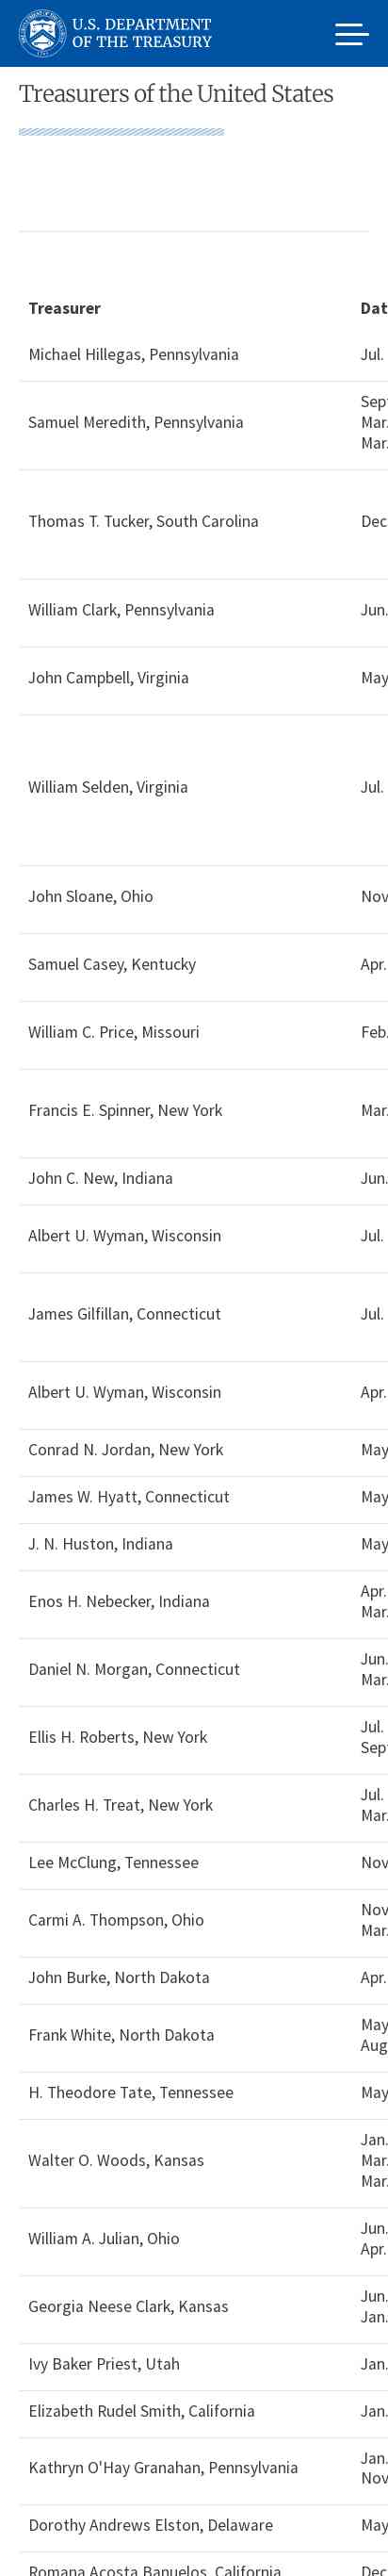 U.S. DEPARTMENT
OF THE TREASURY
Treasurers of the United States
Treasurer Dat
Michael Hillegas, Pennsylvania Jul.
Sept
Samuel Meredith, Pennsylvania Mar.
Mar.
Thomas T. Tucker, South Carolina Dec
William Clark, Pennsylvania Jun.
John Campbell, Virginia May
William Selden, Virginia Jul.
John Sloane, Ohio Nov
Samuel Casey, Kentucky Apr.
William C. Price, Missouri Feb.
Francis E. Spinner, New York Mar.
John C. New, Indiana Jun.
Albert U. Wyman, Wisconsin Jul.
James Gilfillan, Connecticut Jul.
Albert U. Wyman, Wisconsin Apr.
Conrad N. Jordan, New York May
James W. Hyatt, Connecticut May
J. N. Huston, Indiana May
Enos H. Nebecker, Indiana Apr.
Mar.
Daniel N. Morgan, Connecticut Jun.
Mar.
Ellis H. Roberts, New York Jul.
Sept
Charles H. Treat, New York Jul.
Mar.
Lee McClung, Tennessee Nov
Carmi A. Thompson, Ohio Nov
Mar.
John Burke, North Dakota Apr.
Frank White, North Dakota May
Aug
H. Theodore Tate, Tennessee May
Jan.
Walter O. Woods, Kansas Mar.
Mar.
William A. Julian, Ohio Jun.
Apr.
Georgia Neese Clark, Kansas Jun.
Jan.
Ivy Baker Priest, Utah Jan.
Elizabeth Rudel Smith, California Jan.
Kathryn O'Hay Granahan, Pennsylvania Jan.
Nov
Dorothy Andrews Elston, Delaware May
Romana Acosta Banuelos, California Dec